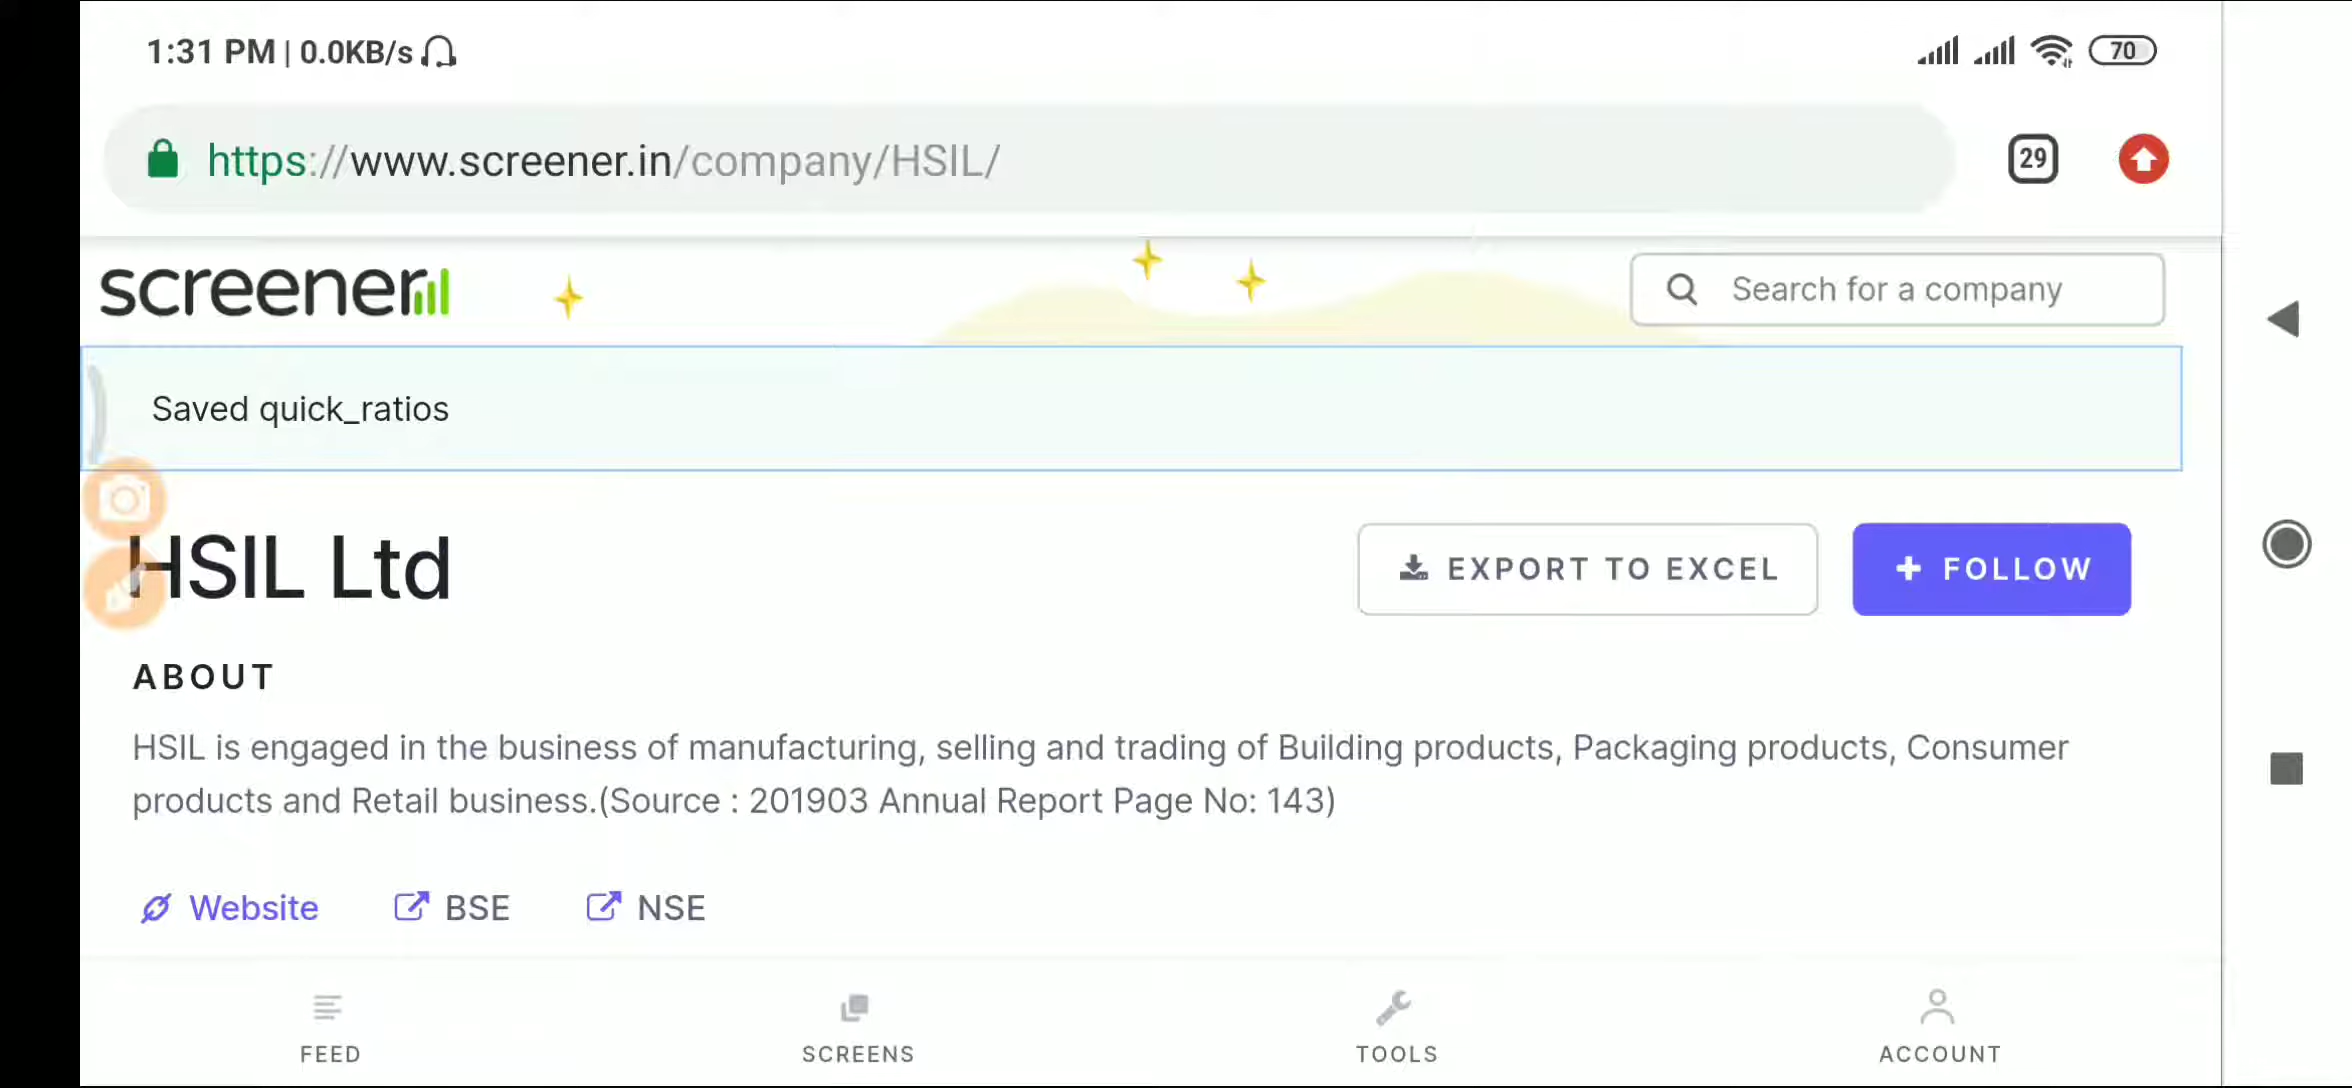 1:31 PM | 0.0KB/s 70
https://www.screener.in/company/HSIL/ 29
screener Search for a company
Saved quick_ratios
HSIL Ltd EXPORT TO EXCEL + FOLLOW
ABOUT
HSIL is engaged in the business of manufacturing, selling and trading of Building products, Packaging products, Consumer
products and Retail business.(Source : 201903 Annual Report Page No: 143)
Website BSE NSE
FEED SCREENS TOOLS ACCOUNT